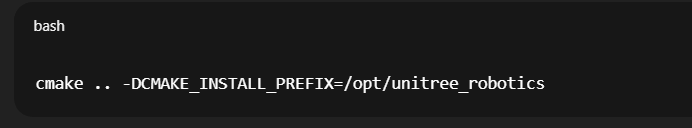 bash
cmake .. -DCMAKE_INSTALL_PREFIX=/opt/unitree_robotics